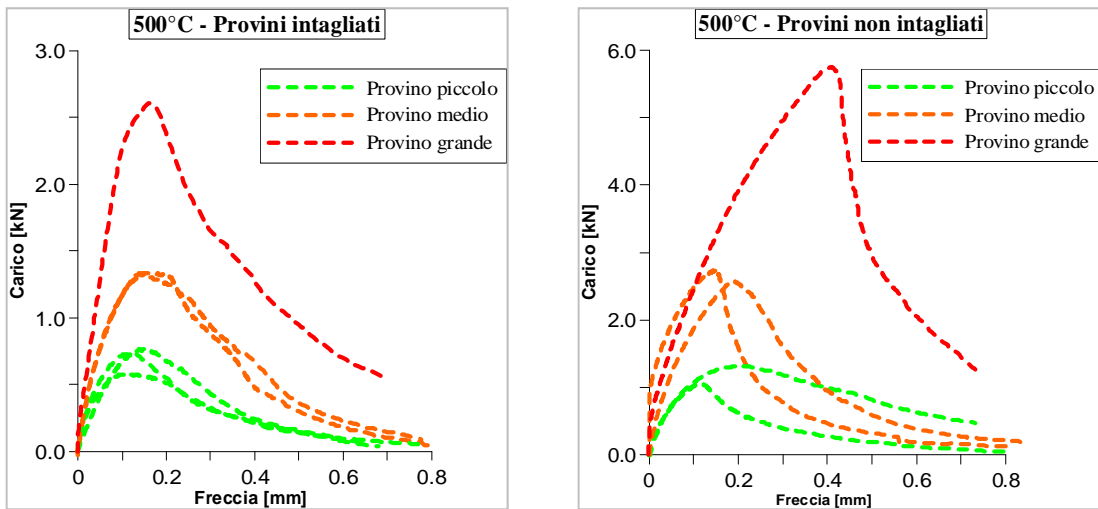 500°C - Provini intagliati
3.0
2.0
1.0
0.0
Carico [kN]
Provino piccolo
Provino medio
Provino grande
0
0.2
0.4
0.6
0.8
Freccia [mm]
500°C - Provini non intagliati
6.0
4.0
2.0
0.0
Carico [kN]
Provino piccolo
Provino medio
Provino grande
0
0.2
0.4
0.6
0.8
Freccia [mm]